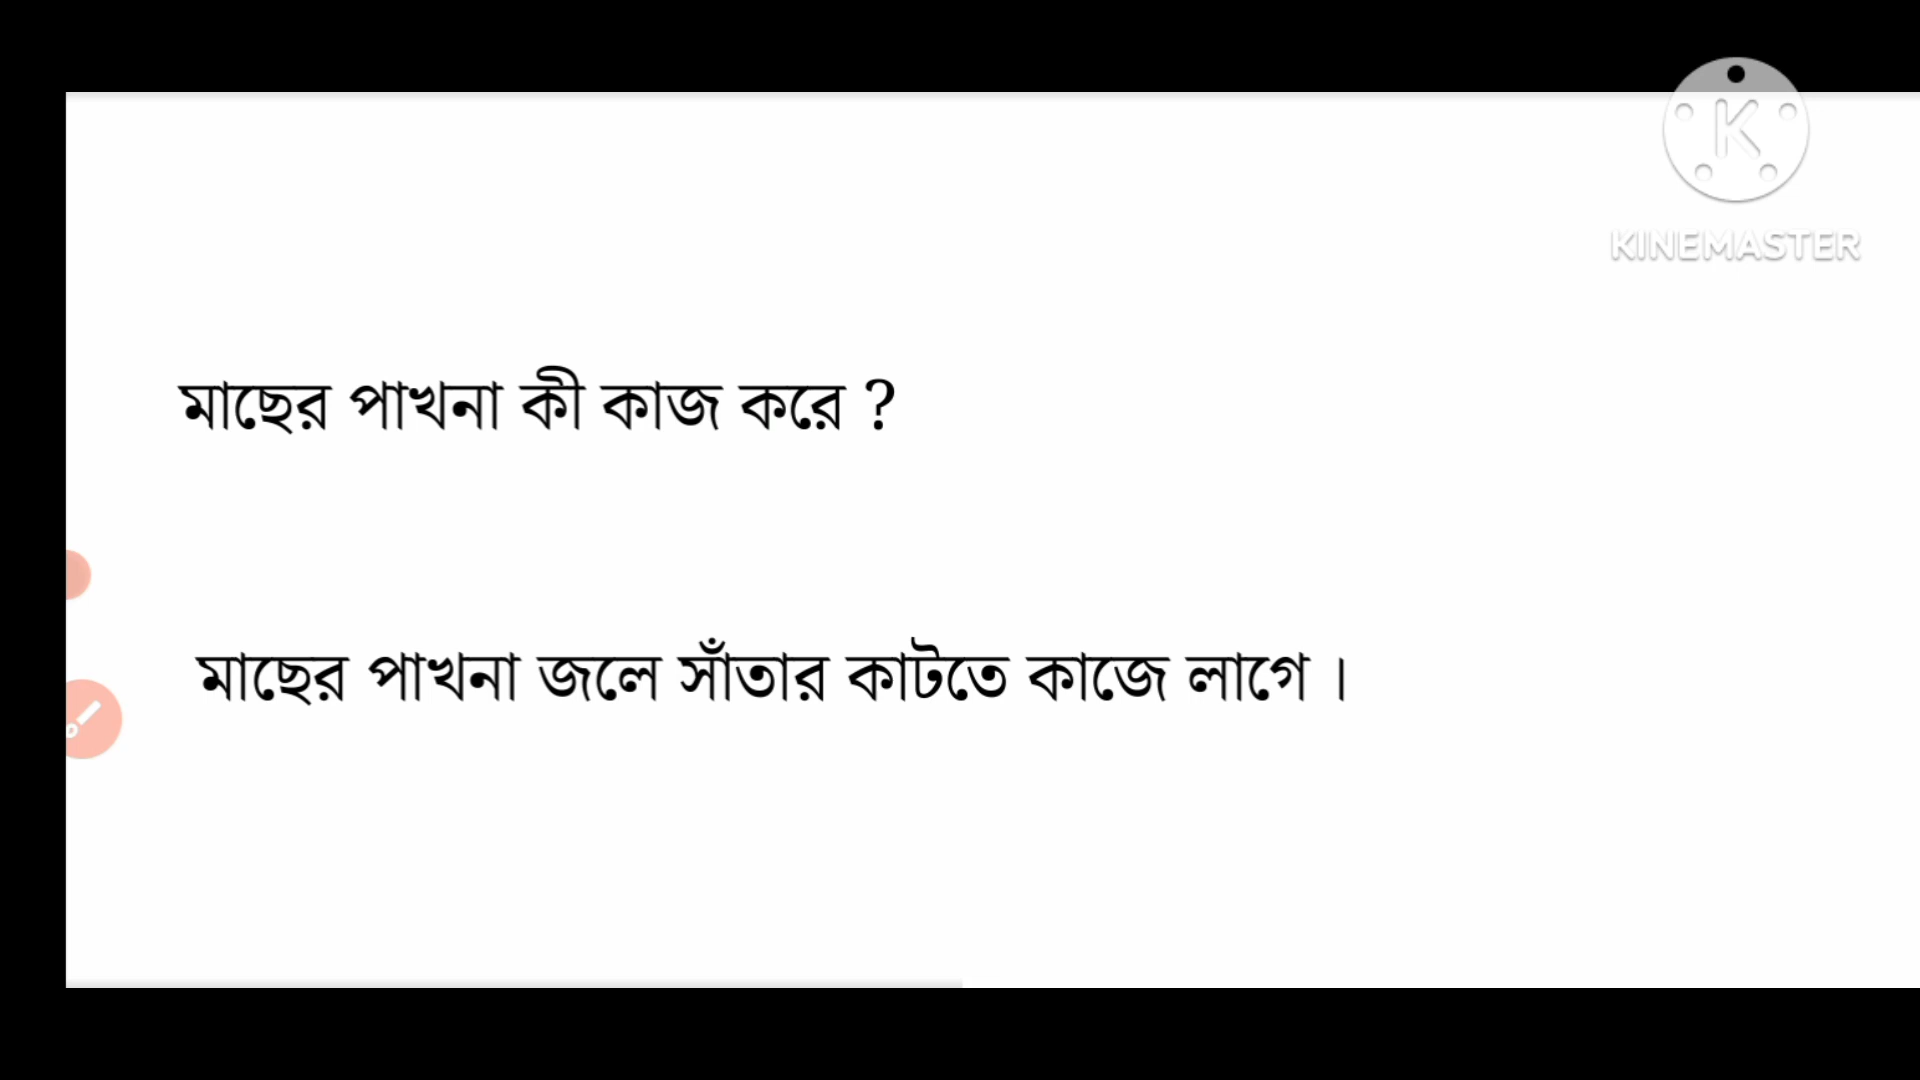 K
KINEMASTER
মাছের পাখনা কী কাজ করে ?
মাছের পাখনা জলে সাঁতার কাটতে কাজে লাগে ।